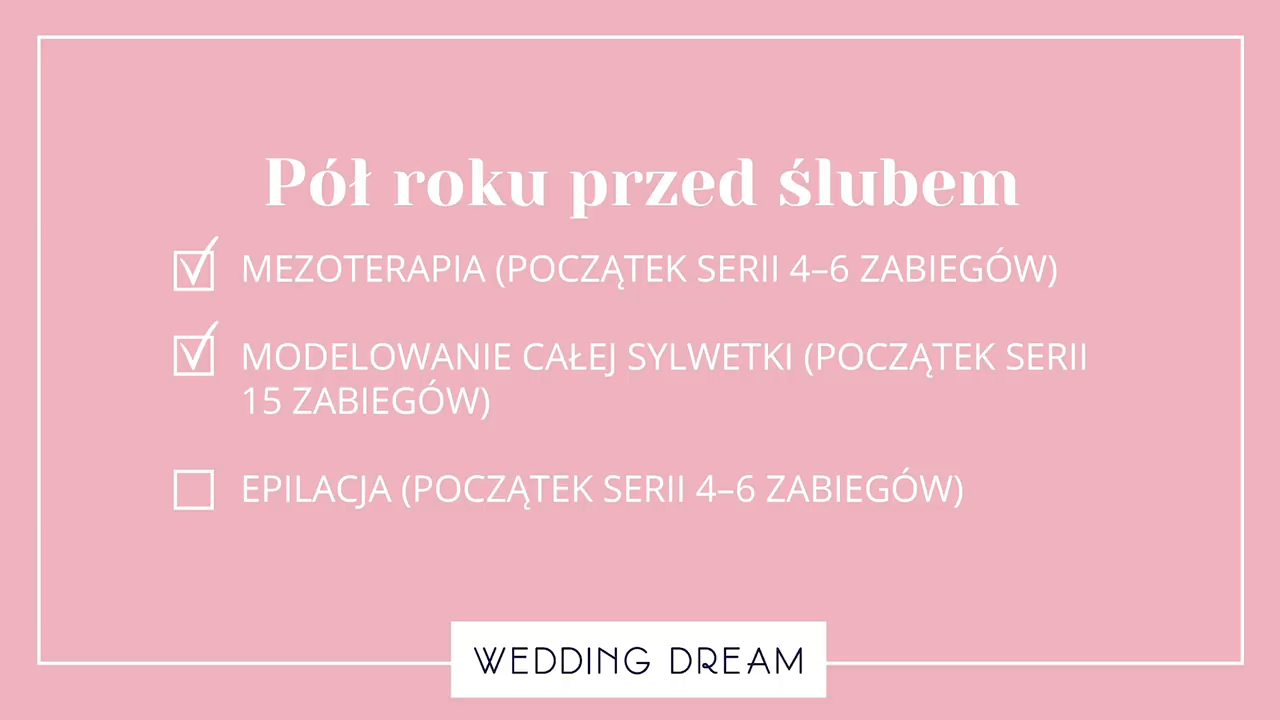 Pół roku przed ślubem
MEZOTERAPIA (POCZĄTEK SERII 4–6 ZABIEGÓW)
MODELOWANIE CAŁEJ SYLWETKI (POCZĄTEK SERII
15 ZABIEGÓW)
EPILACJA (POCZĄTEK SERII 4–6 ZABIEGÓW)
WEDDING DREAM